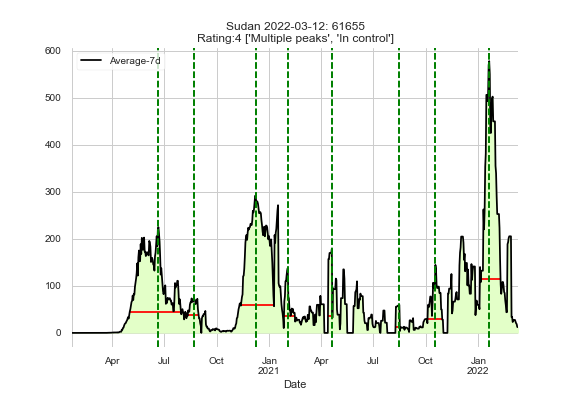 Sudan 2022-03-12: 61655
Rating:4 ['Multiple peaks', 'In control']
Average-7d
600
500
400
300
200
100
0
Apr Jul Oct Jan Apr Jul Oct Jan
2021 2022
Date